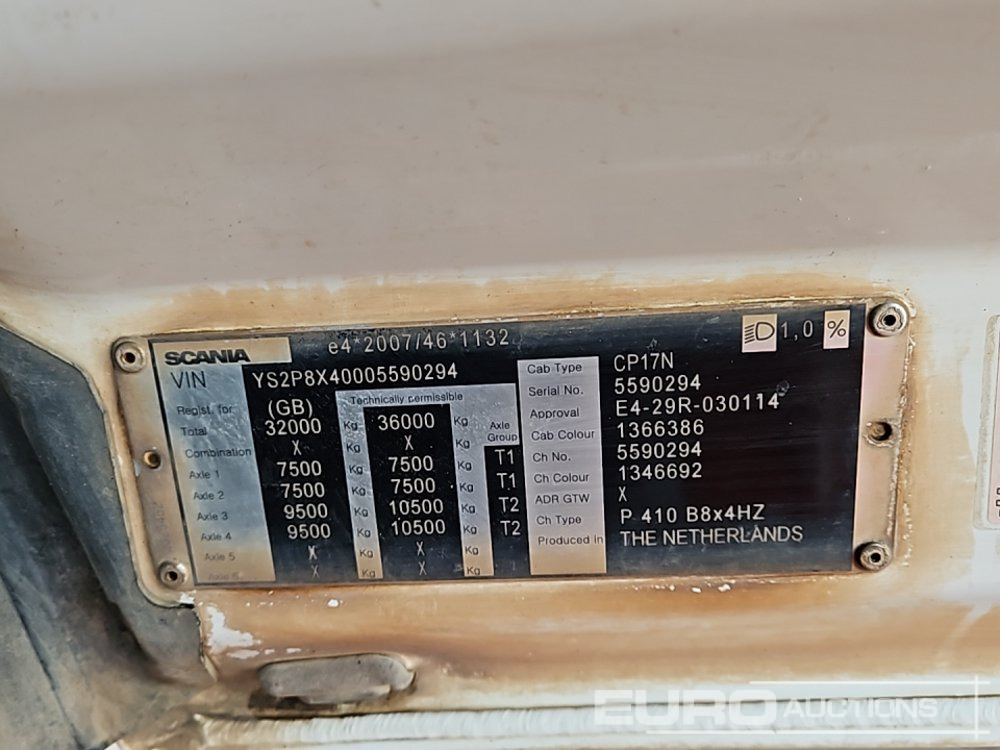 SCANIA e4*2007/46*1132 1,0 %
VIN YS2P8X40005590294
Regist. for (GB) Technically permissible
Total 32000 Kg 36000 Kg Axle Group
Combination X Kg X Kg
Axle 1 7500 Kg 7500 Kg T1
Axle 2 7500 Kg 7500 Kg T1
Axle 3 9500 Kg 10500 Kg T2
Axle 4 9500 Kg 10500 Kg T2
Axle 5 X Kg X Kg
Axle 6 X Kg X Kg
Cab Type CP17N
Serial No. 5590294
Approval E4-29R-030114
Cab Colour 1366386
Ch No. 5590294
Ch Colour 1346692
ADR GTW X
Ch Type P 410 B8x4HZ
Produced in THE NETHERLANDS
EURO AUCTIONS